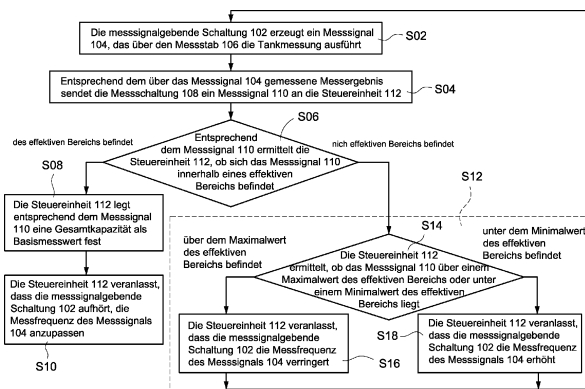 Die messsignalgebende Schaltung 102 erzeugt ein Messsignal
104, das über den Messstab 106 die Tankmessung ausführt
S02
Entsprechend dem über das Messignal 104 gemessene Messergebnis
sendet die Messschaltung 108 ein Messignal 110 an die Steuereinheit 112
S04
S06
Entsprechend
dem Messignal 110 ermittelt die
Steuereinheit 112, ob sich das Messignal 110
innerhalb eines effektiven
Bereichs befindet
des effektiven Bereichs befindet
nich effektiven Bereichs befindet
S08
Die Steuereinheit 112 legt
entsprechend dem Messignal
110 eine Gesamtkapazität als
Basismesswert fest
Die Steuereinheit 112 veranlasst,
dass die messsignalgebende
Schaltung 102 aufhört, die
Messfrequenz des Messsignals
104 anzupassen
S10
S12
S14
über dem Maximalwert
des effektiven
Bereichs befindet
unter dem Minimalwert
des effektiven
Bereichs befindet
Die Steuereinheit 112
ermittelt, ob das Messignal 110 über einem
Maximalwert des effektiven Bereichs oder unter
einem Minimalwert des effektiven
Bereichs liegt
Die Steuereinheit 112 veranlasst,
dass die messignalgebende
Schaltung 102 die Messfrequenz
des Messsignals 104 verringert
S16
S18
Die Steuereinheit 112 veranlasst,
dass die messignalgebende
Schaltung 102 die Messfrequenz
des Messsignals 104 erhöht